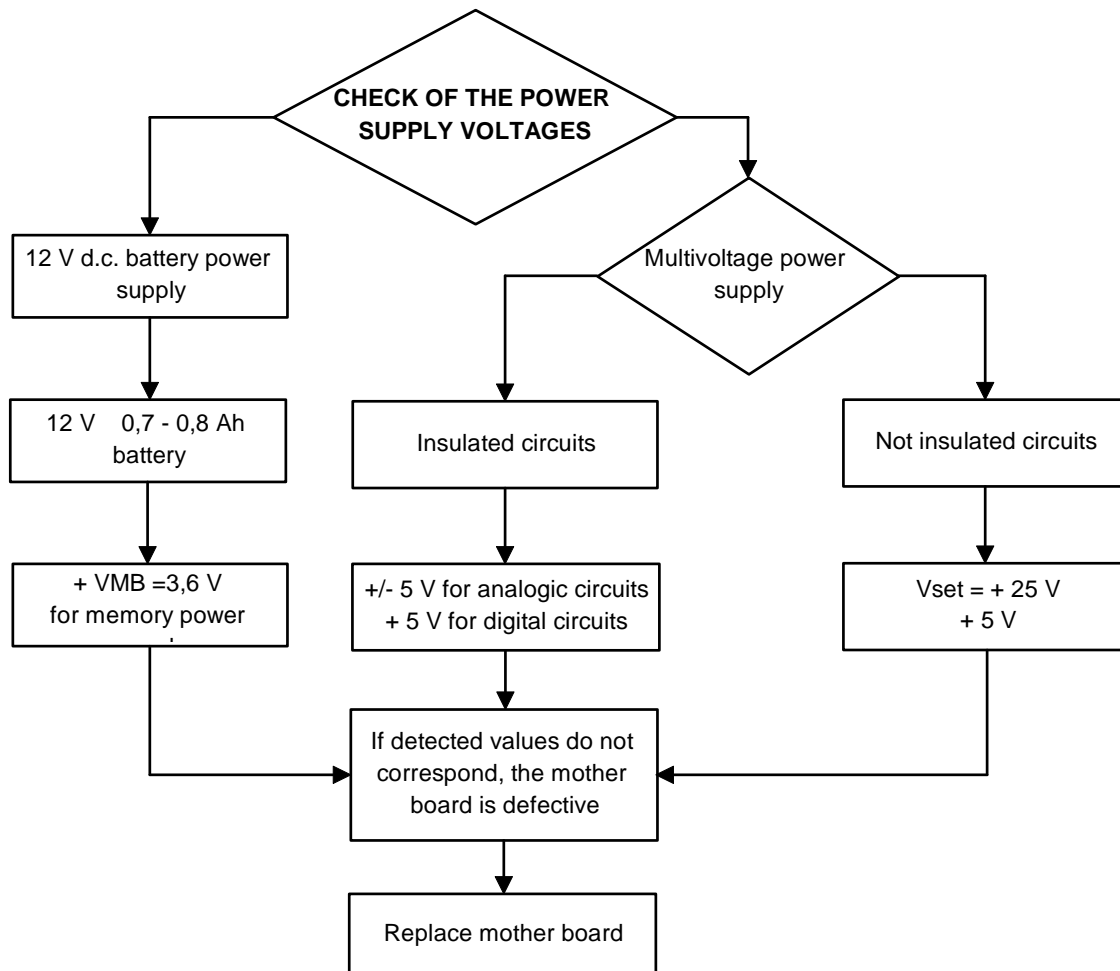 CHECK OF THE POWER
SUPPLY VOLTAGES
12 V d.c. battery power
supply
Multivoltage power
supply
12 V 0,7 - 0,8 Ah
battery
Insulated circuits
Not insulated circuits
+ VMB =3,6 V
for memory power
+/- 5 V for analogic circuits
+ 5 V for digital circuits
Vset = + 25 V
+ 5 V
If detected values do not
correspond, the mother
board is defective
Replace mother board